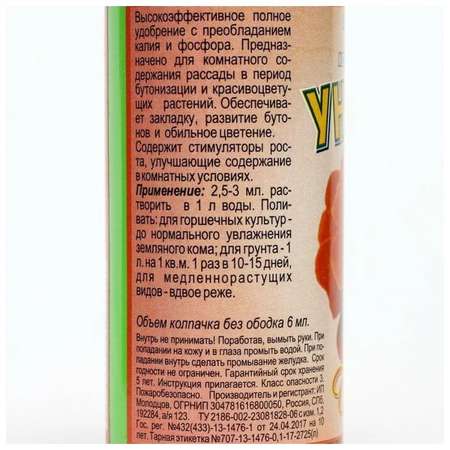 Высокоэффективное полное
удобрение с преобладанием
калия и фосфора. Предназ-
начено для комнатного со-
держания рассады в период
бутонизации и красивоцвету-
щих растений. Обеспечива-
ет закладку, развитие буто-
нов и обильное цветение.
Содержит стимуляторы рос-
та, улучшающие содержание
в комнатных условиях.
Применение: 2,5-3 мл. рас-
творить в 1 л воды. Поли-
вать: для горшечных культур -
до нормального увлажнения
земляного кома; для грунта - 1
л. на 1 кв.м. 1 раз в 10-15 дней,
для медленнорастущих
видов - вдвое реже.
Объем колпачка без ободка 6 мл.
Внутрь не принимать! Поработав, вымыть руки. При
попадании на кожу и в глаза промыть водой. При по-
падании внутрь сделать промывание желудка. Срок
годности не ограничен. Гарантийный срок хранения
5 лет. Инструкция прилагается. Класс опасности 3.
Пожаробезопасно. Производитель и регистрант: ИП
Молодцов, ОГРНИП 304781616800050, Россия, СПб,
192284, а/я 123. ТУ 2186-002-23081828-06 с изм. 1,2
Гос. рег. №432(433)-13-1476-1 от 24.04.2017 на 10
лет. Тарная этикетка №707-13-1476-0,1-17-2725(п)
УН